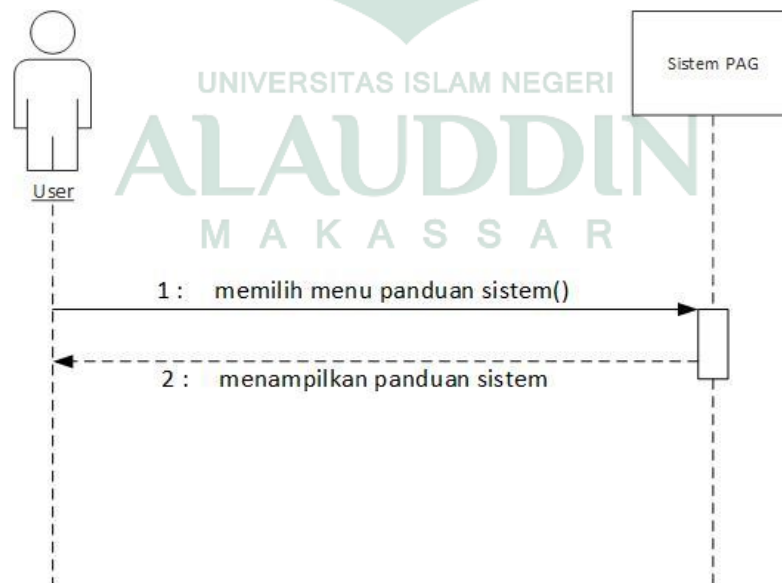 UNIVERSITAS ISLAM NEGERI
ALAUDDIN
MAKASSAR
Sistem PAG
User
1 : memilih menu panduan sistem()
2 : menampilkan panduan sistem